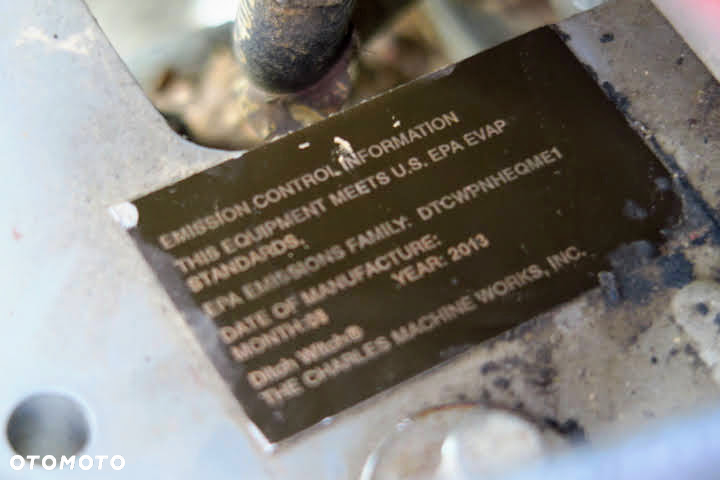 EMISSION CONTROL INFORMATION
THIS EQUIPMENT MEETS U.S. EPA EVAP
STANDARDS.
EPA EMISSIONS FAMILY: DTCWPNHEQME1
DATE OF MANUFACTURE:
MONTH: YEAR: 2013
Ditch Witch®
THE CHARLES MACHINE WORKS, INC.
OTOMOTO